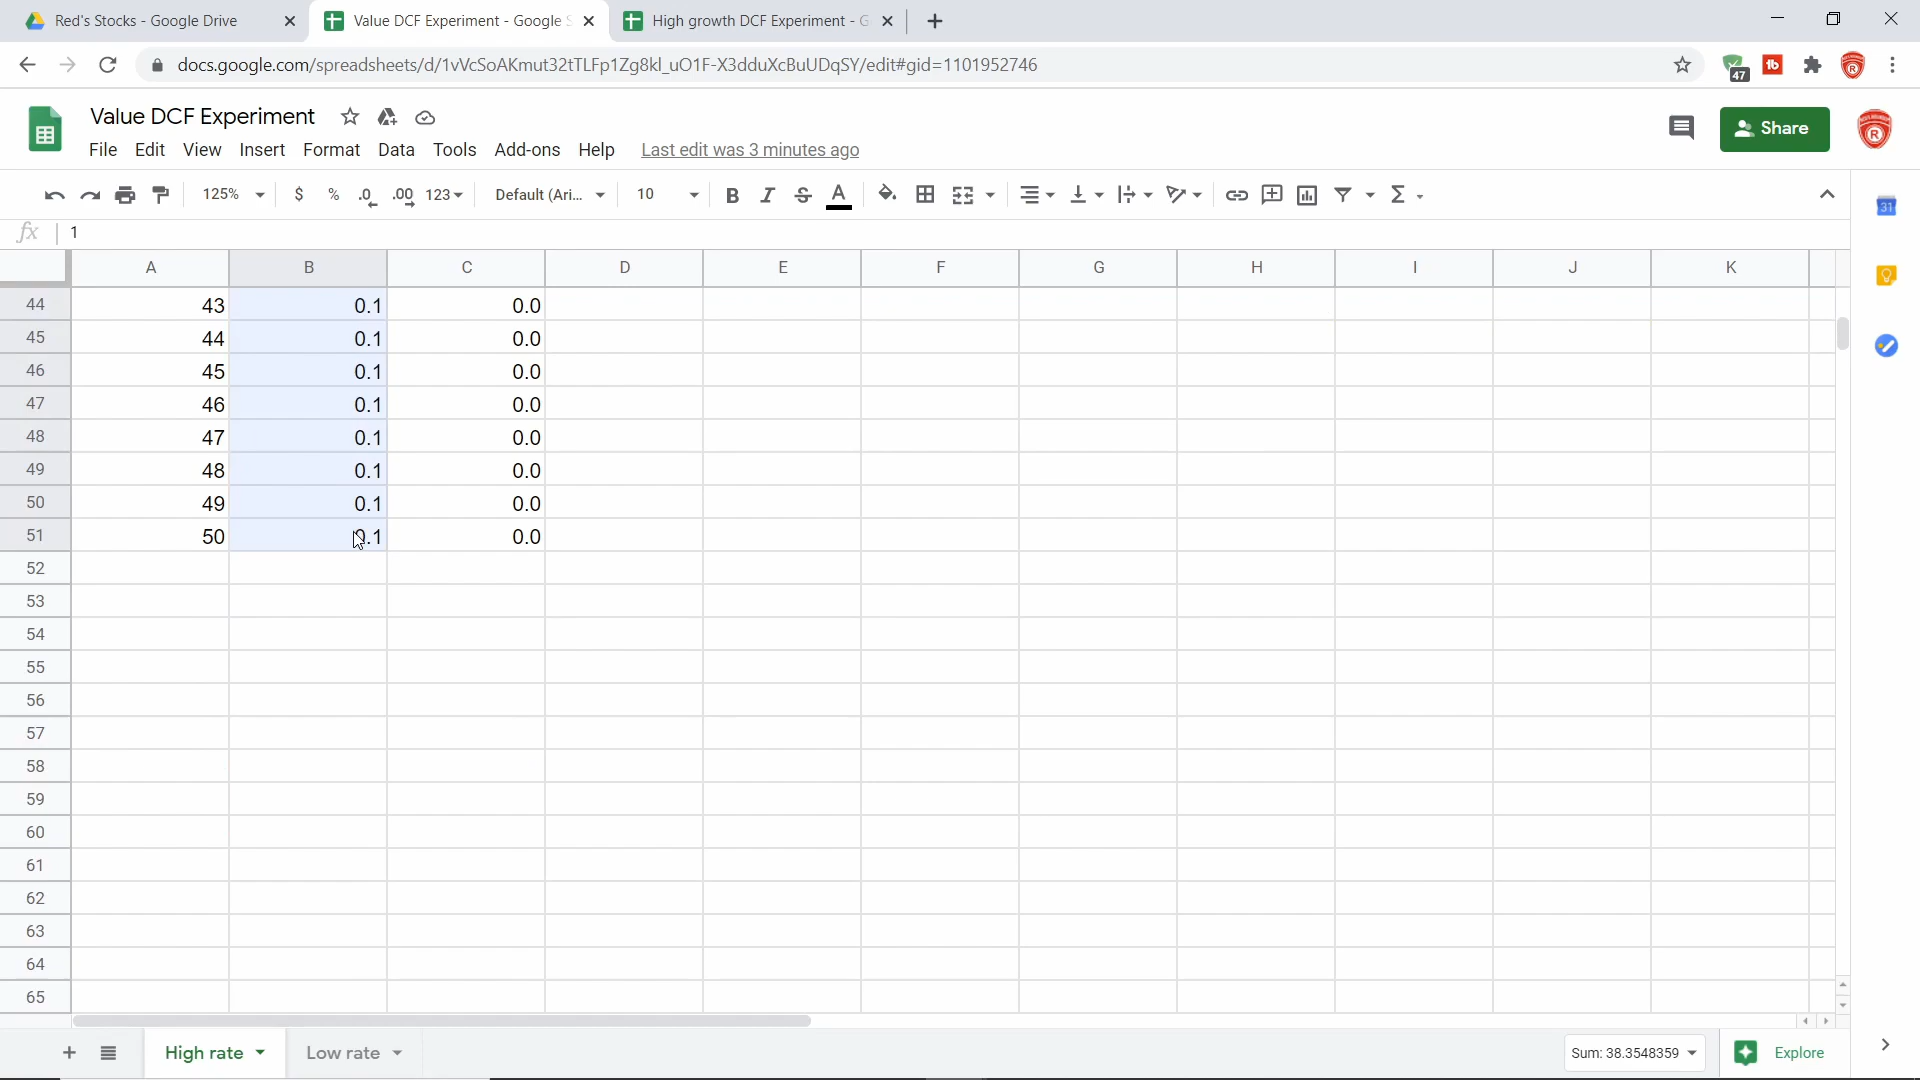 Red's Stocks - Google Drive
Value DCF Experiment - Google S
High growth DCF Experiment - G
docs.google.com/spreadsheets/d/1vVcSoAKmut32tTLFp1Zg8kl_uO1F-X3dduXcBuUDqSY/edit#gid=1101952746
47
Value DCF Experiment
Share
File Edit View Insert Format Data Tools Add-ons Help Last edit was 3 minutes ago
125% $ % .0 .00 123 Default (Ari... 10 B I S A
31
fx 1
A B C D E F G H I J K
44 43 0.1 0.0
45 44 0.1 0.0
46 45 0.1 0.0
47 46 0.1 0.0
48 47 0.1 0.0
49 48 0.1 0.0
50 49 0.1 0.0
51 50 0.1 0.0
52
53
54
55
56
57
58
59
60
61
62
63
64
65
High rate Low rate Sum: 38.3548359 Explore